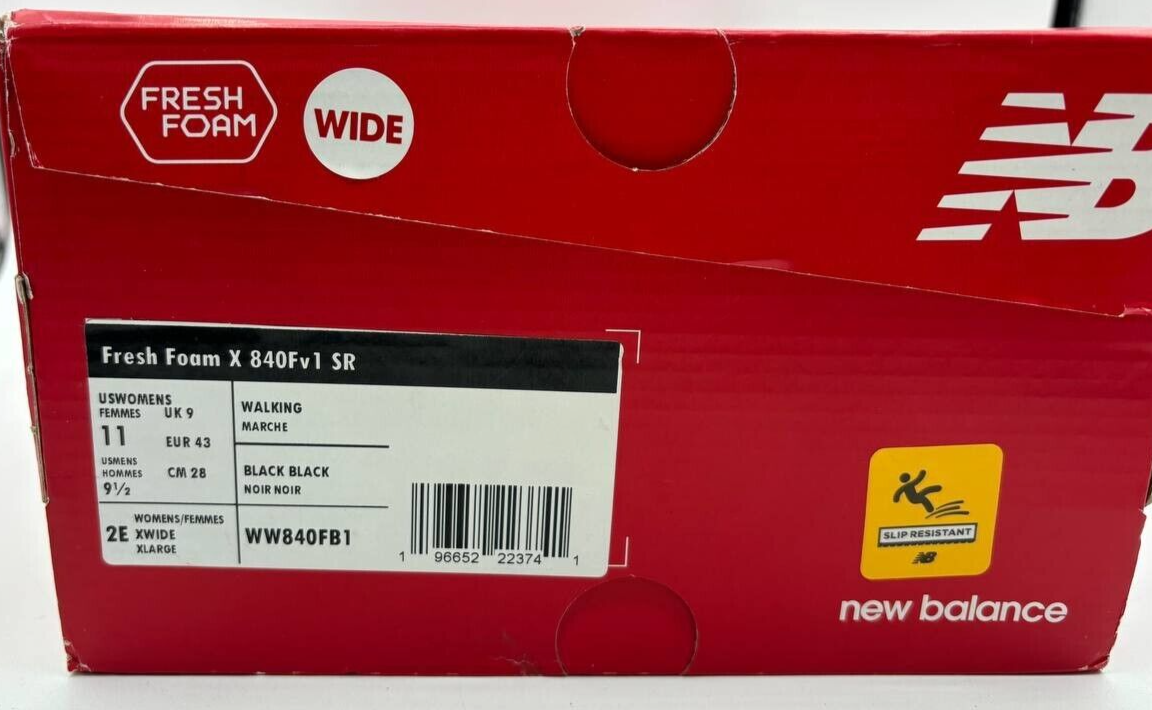 FRESH
FOAM
WIDE
NB
Fresh Foam X 840Fv1 SR
USWOMENS
FEMMES
UK 9
11
EUR 43
USMENS
HOMMES
CM 28
9½
WALKING
MARCHE
BLACK BLACK
NOIR NOIR
WOMENS/FEMMES
2E XWIDE
XLARGE
WW840FB1
1 96652 22374 1
SLIP RESISTANT
NB
new balance